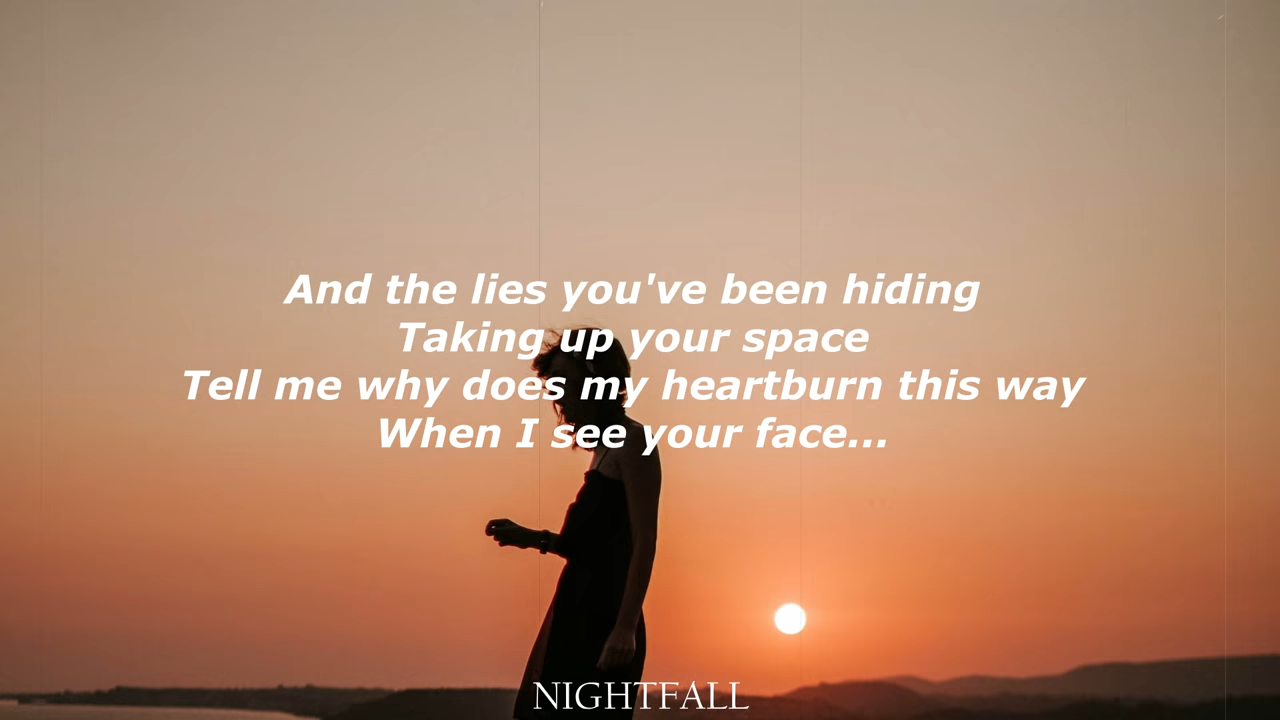 And the lies you've been hiding
Taking up your space
Tell me why does my heartburn this way
When I see your face...
NIGHTFALL